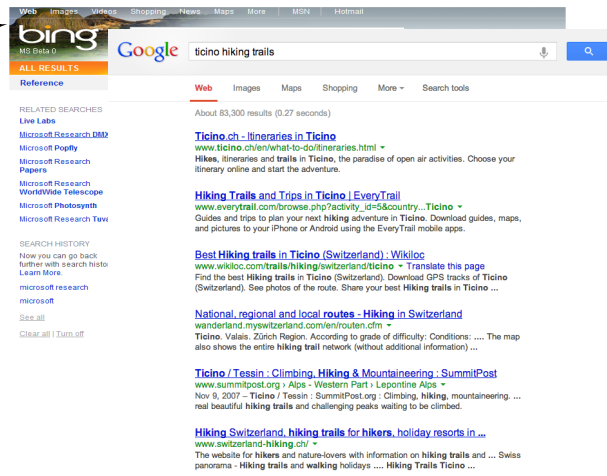 Web Images Videos Shopping News Maps More | MSN | Hotmail
bing
MS Beta 0
ALL RESULTS
Reference
RELATED SEARCHES
Live Labs
Microsoft Research DMX
Microsoft Popfly
Microsoft Research
Papers
Microsoft Research
WorldWide Telescope
Microsoft Photosynth
Microsoft Research Tuva
SEARCH HISTORY
Now you can go back
further with search histo
Learn More.
microsoft research
microsoft
See all
Clear all | Turn off
Google
ticino hiking trails
Web Images Maps Shopping More Search tools
About 83,300 results (0.27 seconds)
Ticino.ch - Itineraries in Ticino
www.ticino.ch/en/what-to-do/itineraries.html
Hikes, itineraries and trails in Ticino, the paradise of open air activities. Choose your
itinerary online and start the adventure.
Hiking Trails and Trips in Ticino | EveryTrail
www.everytrail.com/browse.php?activity_id=5&country...Ticino
Guides and trips to plan your next hiking adventure in Ticino. Download guides, maps,
and pictures to your iPhone or Android using the EveryTrail mobile apps.
Best Hiking trails in Ticino (Switzerland) : Wikiloc
www.wikiloc.com/trails/hiking/switzerland/ticino Translate this page
Find the best Hiking trails in Ticino (Switzerland). Download GPS tracks of Ticino
(Switzerland). See photos of the route. Share your best Hiking trails in Ticino ...
National, regional and local routes - Hiking in Switzerland
wanderland.myswitzerland.com/en/routen.cfm
Ticino. Valais. Zürich Region. According to grade of difficulty: Conditions: .... The map
also shows the entire hiking trail network (without additional information) ...
Ticino / Tessin : Climbing, Hiking & Mountaineering : SummitPost
www.summitpost.org › Alps - Western Part › Lepontine Alps
Nov 9, 2007 – Ticino / Tessin : SummitPost.org : Climbing, hiking, mountaineering. ...
real beautiful hiking trails and challenging peaks waiting to be climbed.
Hiking Switzerland, hiking trails for hikers, holiday resorts in ...
www.switzerland-hiking.ch/
The website for hikers and nature-lovers with information on hiking trails and ... Swiss
panorama - Hiking trails and walking holidays .... Hiking Trails Ticino ...